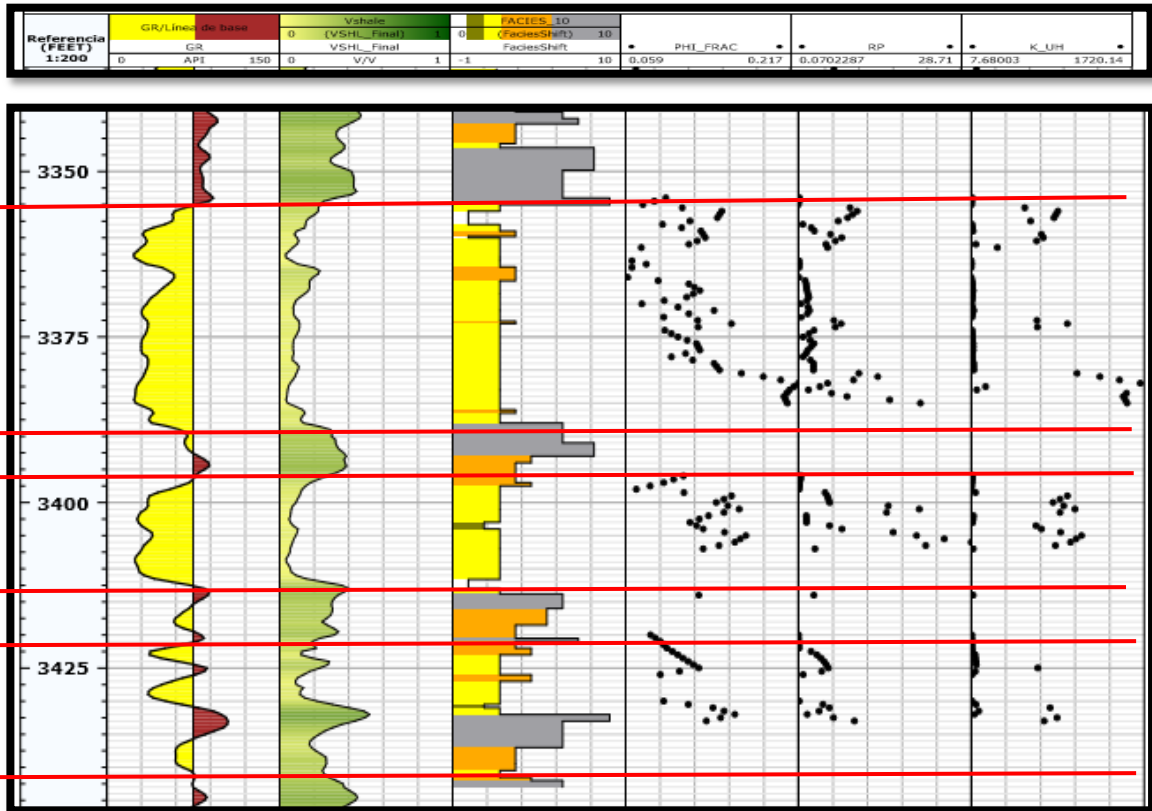 Referencia
(FEET)
1:200
GR/Línea de base
GR
0 API 150
Vshale
0 (VSHL_Final) 1
VSHL_Final
0 V/V 1
FACIES_10
0 (FaciesShift) 10
FaciesShift
-1 10
PHI_FRAC
0.059 0.217
RP
0.0702287 28.71
K_UH
7.68003 1720.14
3350
3375
3400
3425